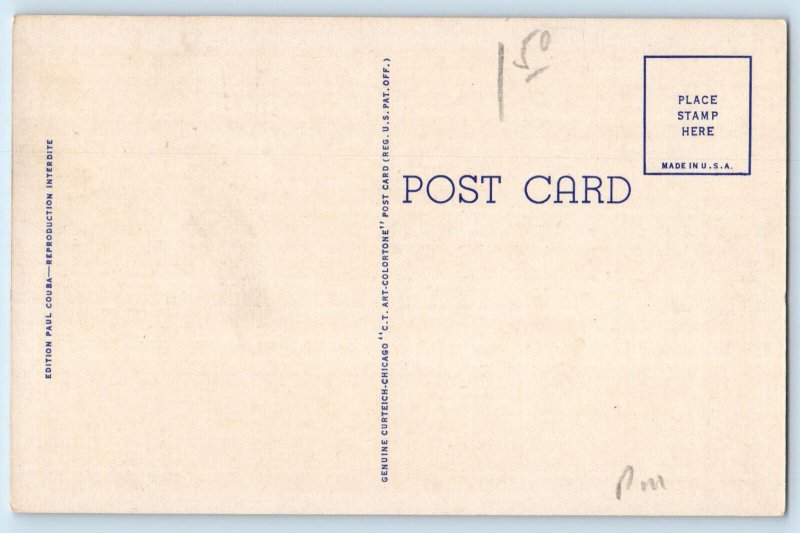 EDITION PAUL COUBA—REPRODUCTION INTERDITE
GENUINE CURTEICH-CHICAGO "C.T. ART-COLORTONE" POST CARD (REG. U.S. PAT. OFF.)
50
POST CARD
PLACE
STAMP
HERE
MADE IN U.S.A.